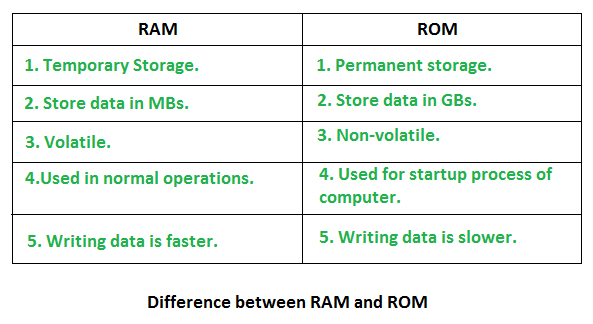 RAM ROM
1. Temporary Storage. 1. Permanent storage.
2. Store data in MBs. 2. Store data in GBs.
3. Volatile. 3. Non-volatile.
4.Used in normal operations. 4. Used for startup process of
computer.
5. Writing data is faster. 5. Writing data is slower.
Difference between RAM and ROM